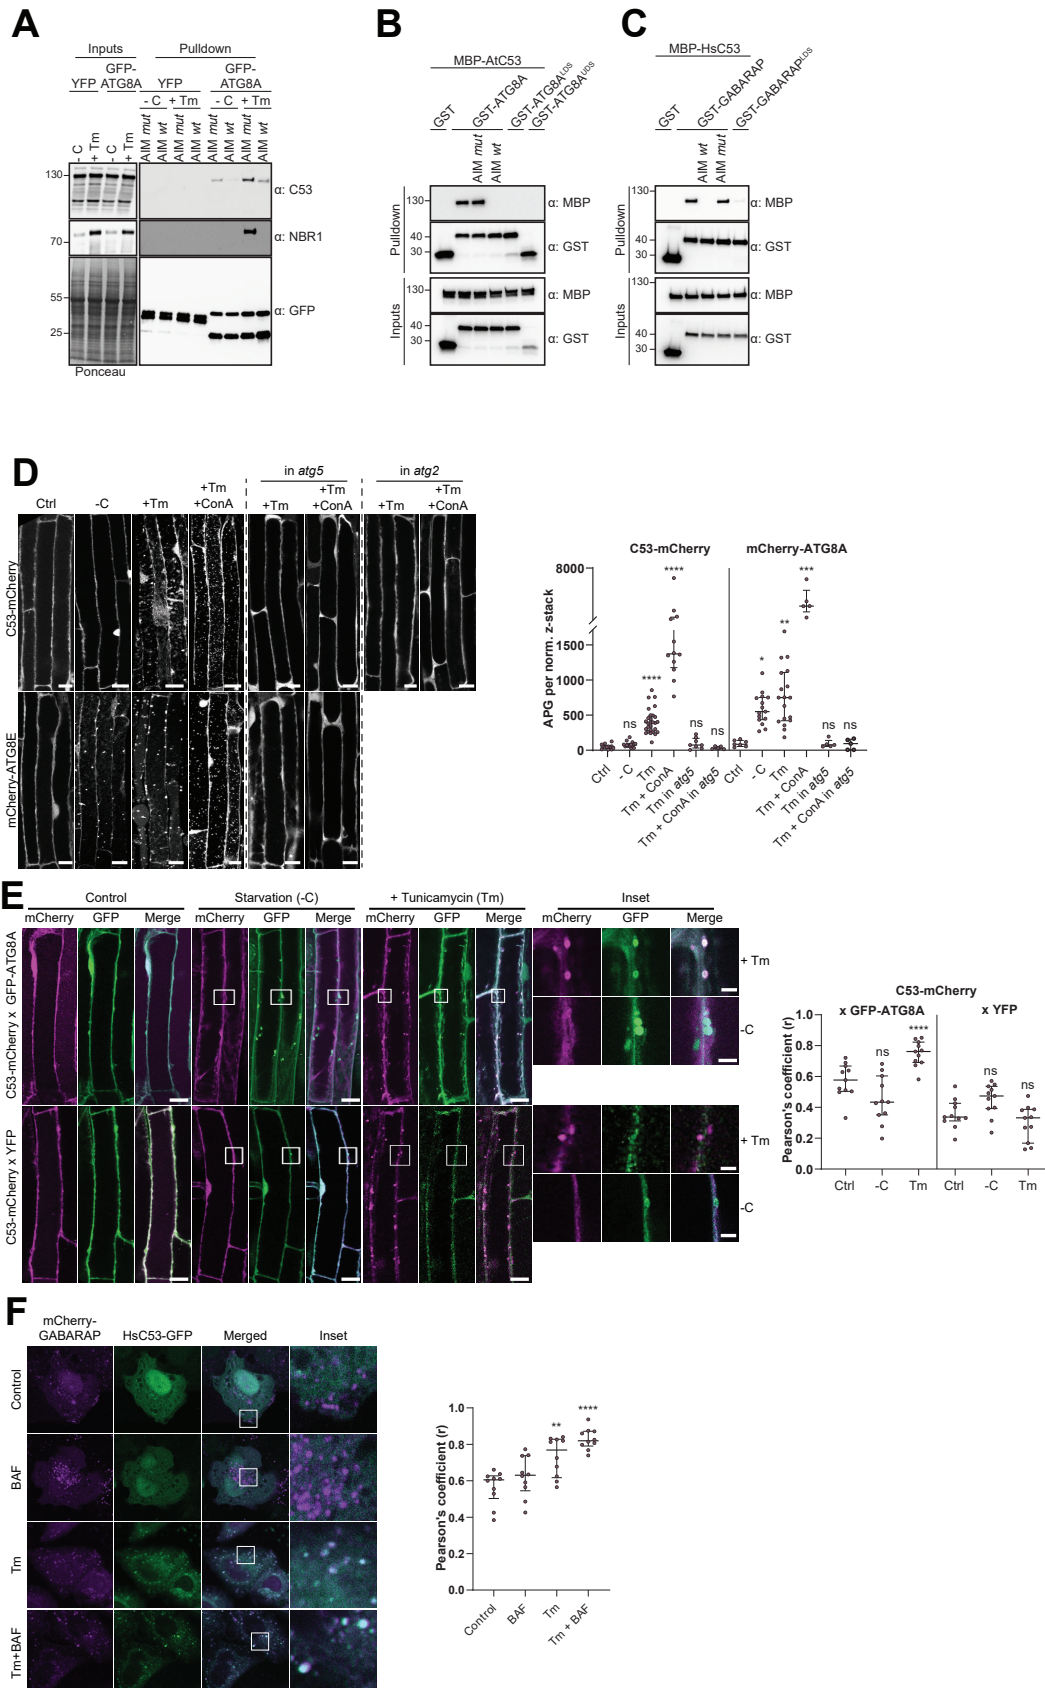 A
Inputs
Pulldown
YFP
GFP-
ATG8A
YFP
GFP-
ATG8A
- C
+ Tm
- C
+ Tm
- C
+ Tm
- C
+ Tm
AIM mut
AIM wt
AIM mut
AIM wt
AIM mut
AIM wt
AIM mut
AIM wt
130
α: C53
70
α: NBR1
55
25
α: GFP
Ponceau
B
MBP-AtC53
GST
GST-ATG8A
GST-ATG8ALDS
GST-ATG8AUDS
AIM mut
AIM wt
Pulldown
130
α: MBP
40
30
α: GST
Inputs
130
α: MBP
40
30
α: GST
C
MBP-HsC53
GST
GST-GABARAP
GST-GABARAPLDS
AIM wt
AIM mut
Pulldown
130
α: MBP
40
30
α: GST
Inputs
130
α: MBP
40
30
α: GST
D
in atg5
in atg2
Ctrl
-C
+Tm
+Tm
+ConA
+Tm
+Tm
+ConA
+Tm
+Tm
+ConA
C53-mCherry
mCherry-ATG8E
C53-mCherry
mCherry-ATG8A
APG per norm. z-stack
8000
1500
1000
500
0
ns
****
****
ns
ns
*
**
***
ns
ns
Ctrl
-C
Tm
Tm + ConA
Tm in atg5
Tm + ConA in atg5
Ctrl
-C
Tm
Tm + ConA
Tm in atg5
Tm + ConA in atg5
E
Control
Starvation (-C)
+ Tunicamycin (Tm)
Inset
mCherry
GFP
Merge
mCherry
GFP
Merge
mCherry
GFP
Merge
mCherry
GFP
Merge
C53-mCherry x GFP-ATG8A
+ Tm
-C
C53-mCherry x YFP
+ Tm
-C
C53-mCherry
x GFP-ATG8A
x YFP
Pearson's coefficient (r)
1.0
0.8
0.6
0.4
0.2
0.0
ns
****
ns
ns
Ctrl
-C
Tm
Ctrl
-C
Tm
F
mCherry-
GABARAP
HsC53-GFP
Merged
Inset
Control
BAF
Tm
Tm+BAF
Pearson's coefficient (r)
1.0
0.8
0.6
0.4
0.2
0.0
**
****
Control
BAF
Tm
Tm + BAF